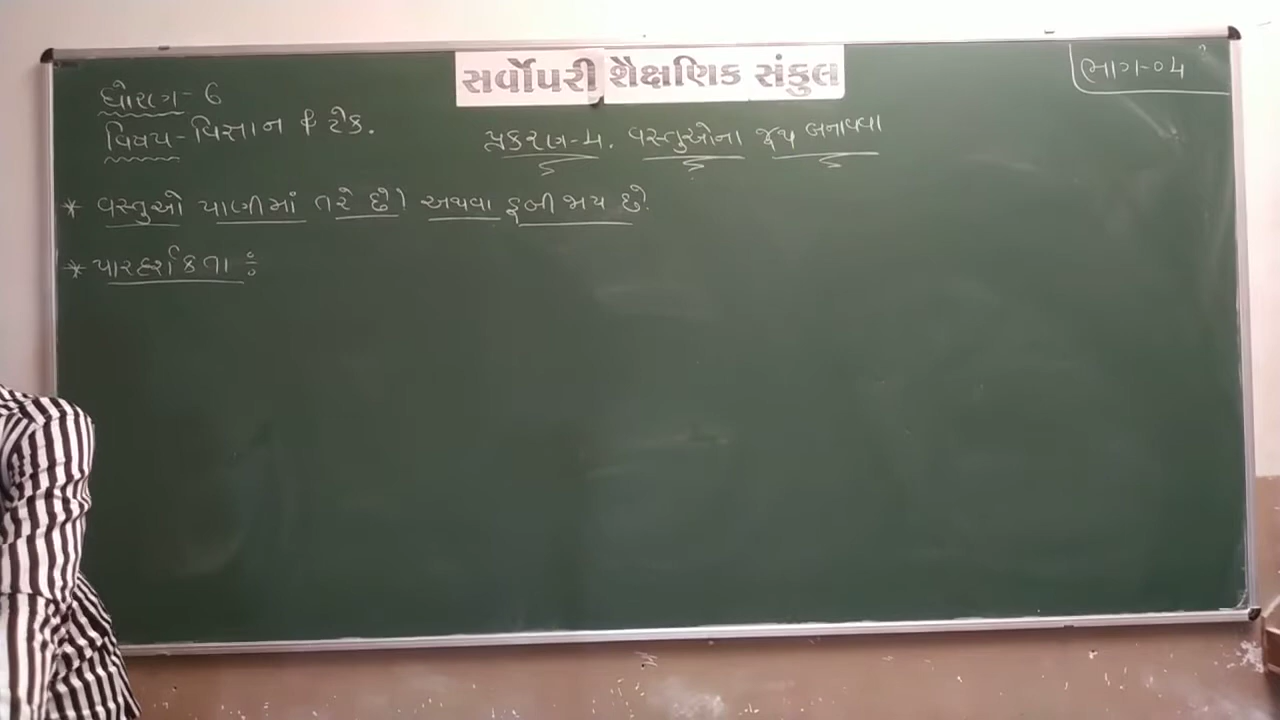 સર્વોપરી શૈક્ષણિક સંકુલ
ભાગ-૦૪
ધોરણ-6
વિષય-વિજ્ઞાન & ટેક.
પ્રકરણ-4. વસ્તુઓના જૂથ બનાવવા
* વસ્તુઓ પાણીમાં તરે છે? અથવા ડૂબી જાય છે?
* પારદર્શકતા :